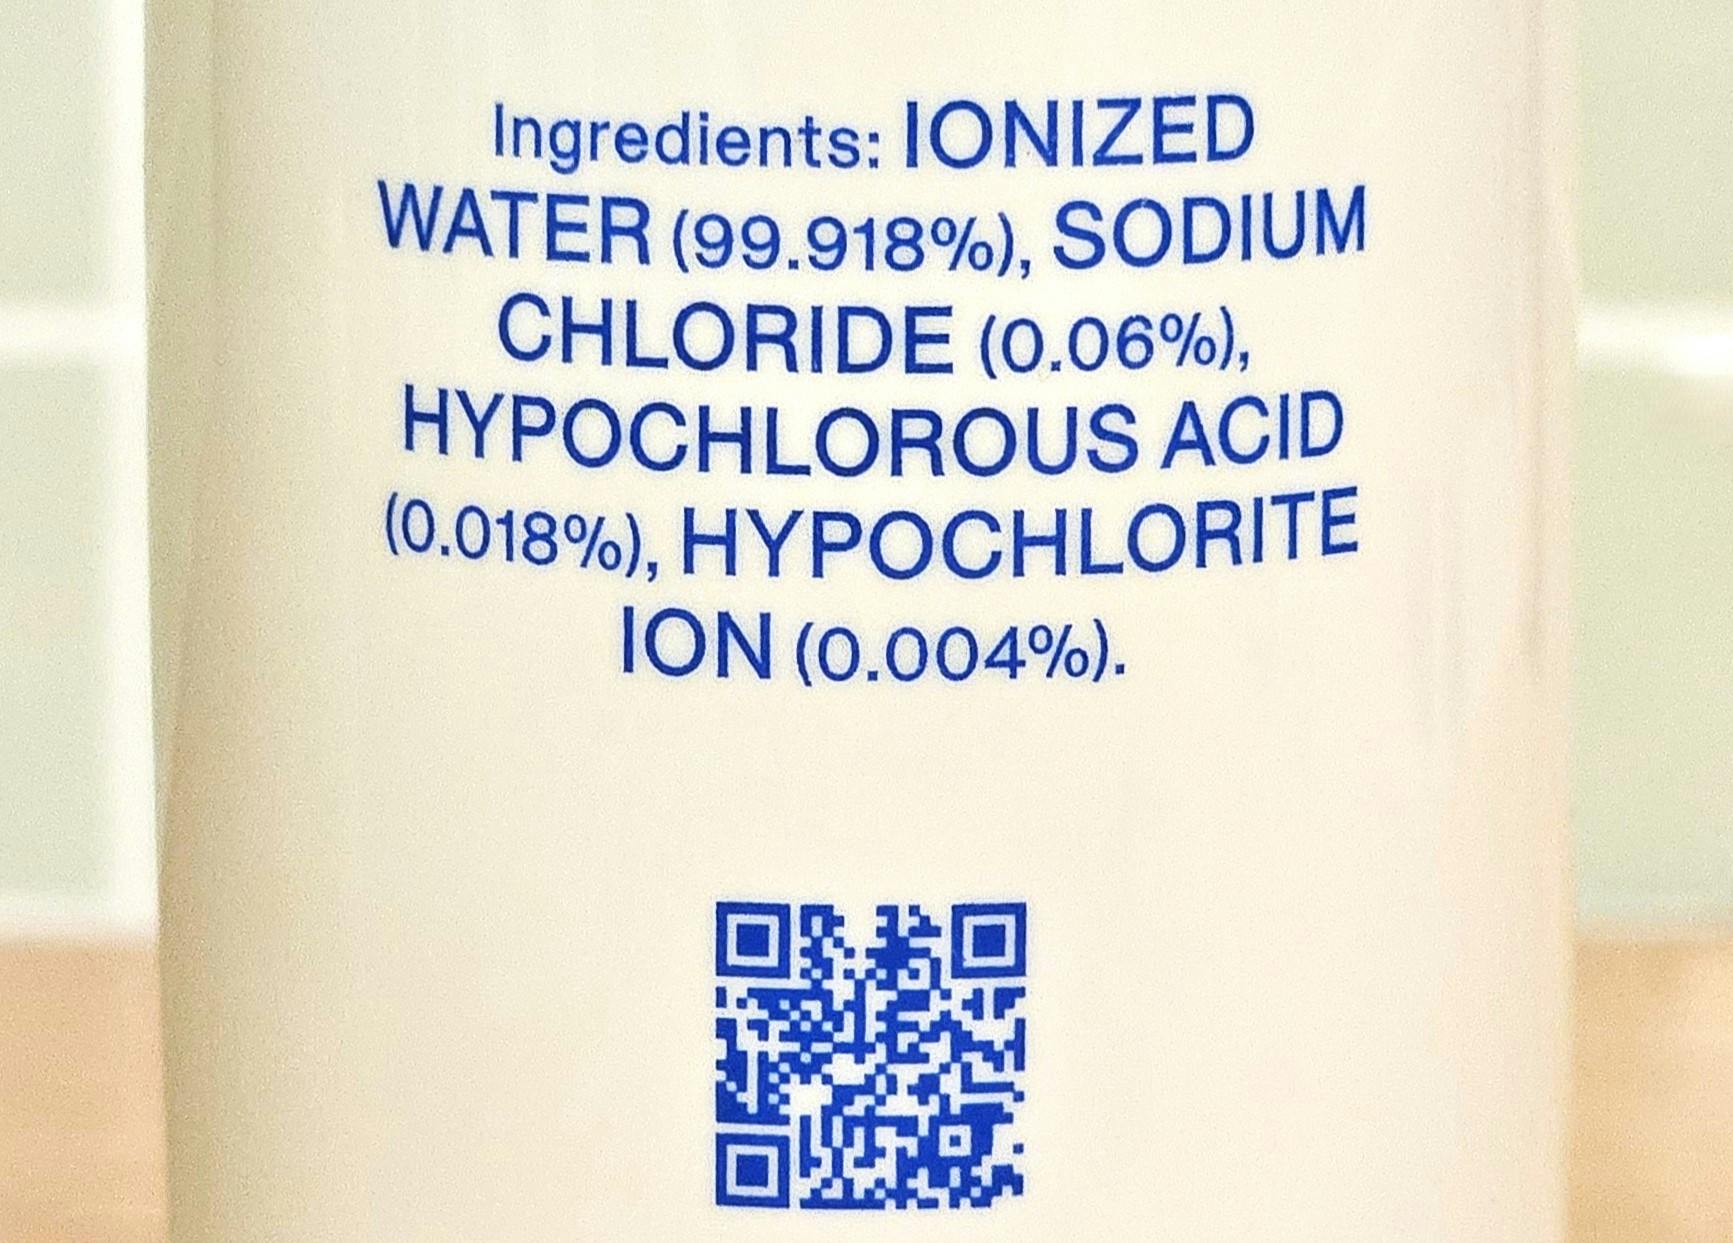 Ingredients: IONIZED
WATER (99.918%), SODIUM
CHLORIDE (0.06%),
HYPOCHLOROUS ACID
(0.018%), HYPOCHLORITE
ION (0.004%).